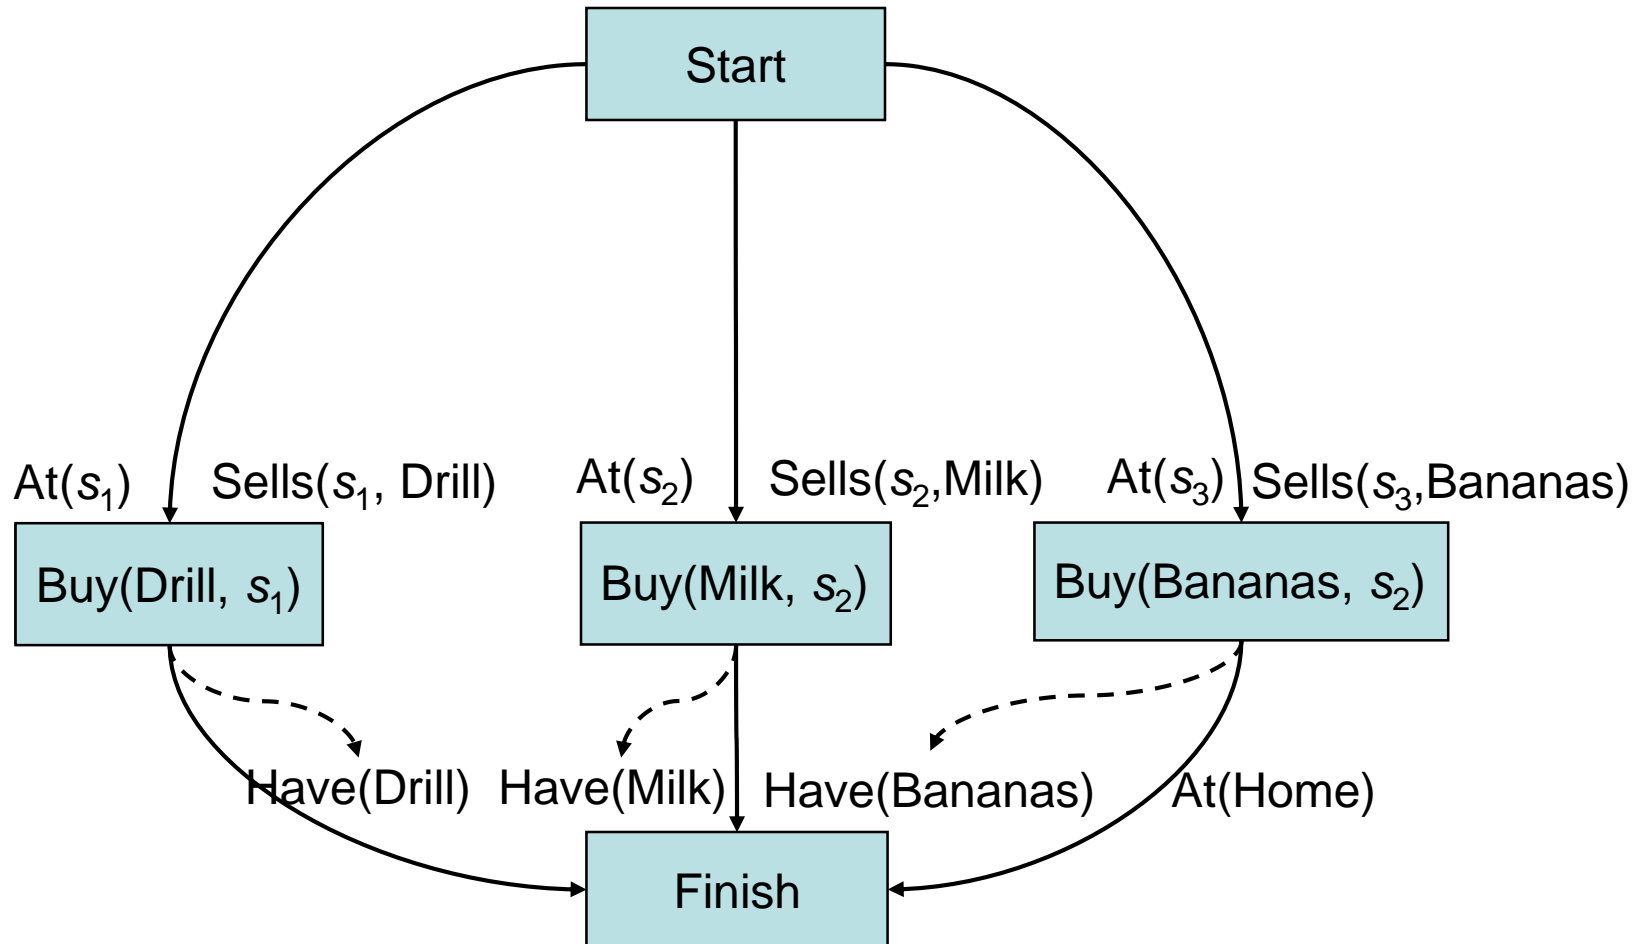 Start
At(s₁) Sells(s₁, Drill) At(s₂) Sells(s₂,Milk) At(s₃) Sells(s₃,Bananas)
Buy(Drill, s₁) Buy(Milk, s₂) Buy(Bananas, s₂)
Have(Drill) Have(Milk) Have(Bananas) At(Home)
Finish